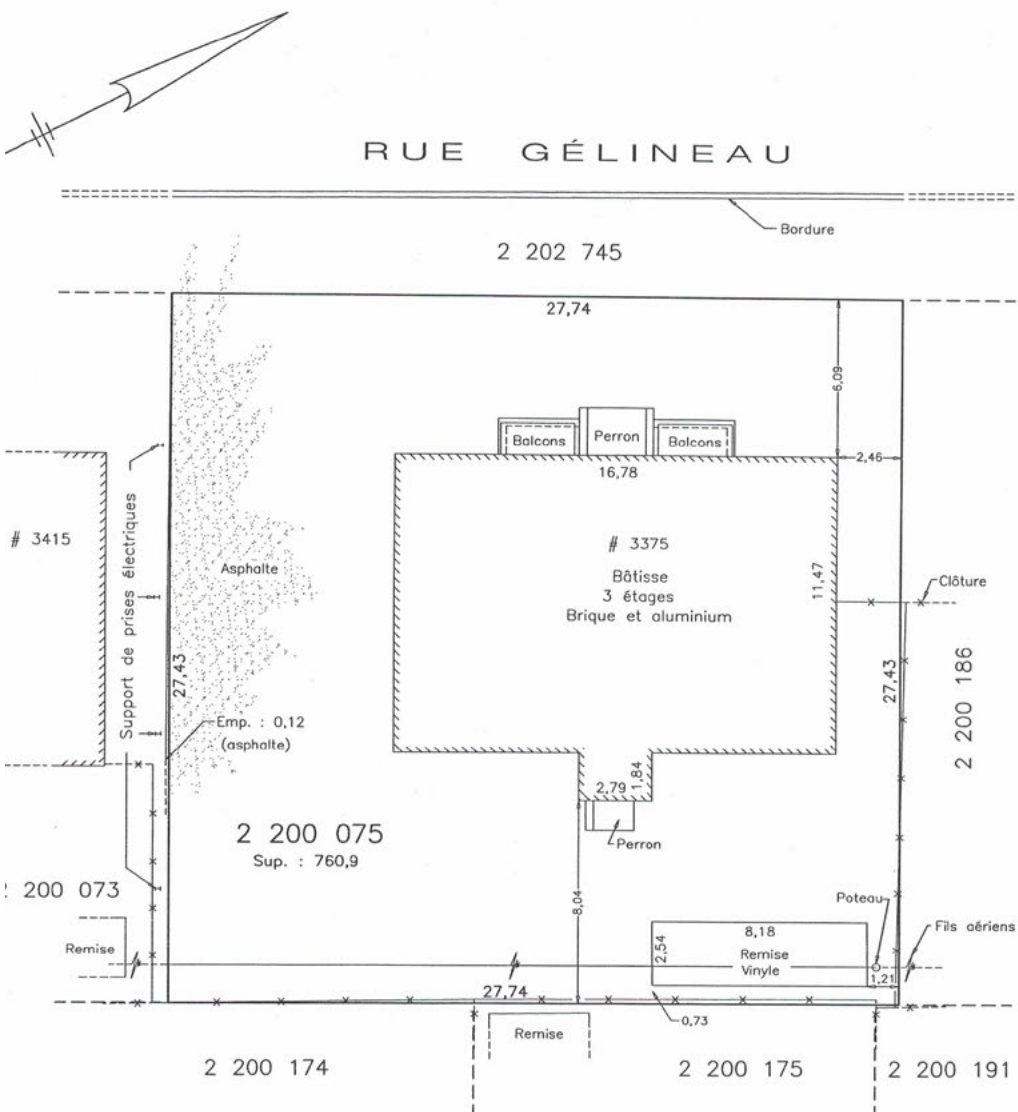 RUE GÉLINEAU
Bordure
2 202 745
27,74
6,09
Balcons
Perron
Balcons
16,78
2,46
# 3415
Support de prises électriques
Asphalte
# 3375
Bâtisse
3 étages
Brique et aluminium
11,47
Clôture
27,43
27,43
2 200 186
Emp. : 0,12
(asphalte)
2,79
1,84
Perron
2 200 075
Sup. : 760,9
8,04
200 073
Poteau
Fils aériens
Remise
8,18
2,54
Remise
Vinyle
1,21
27,74
0,73
Remise
2 200 174
2 200 175
2 200 191